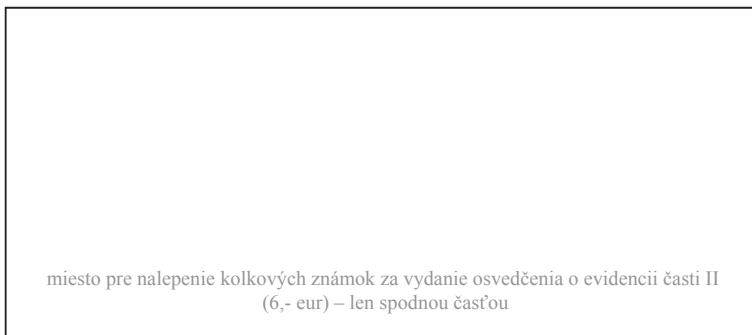 miesto pre nalepenie kolkových známok za vydanie osvedčenia o evidencii časti II
(6,- eur) – len spodnou časťou